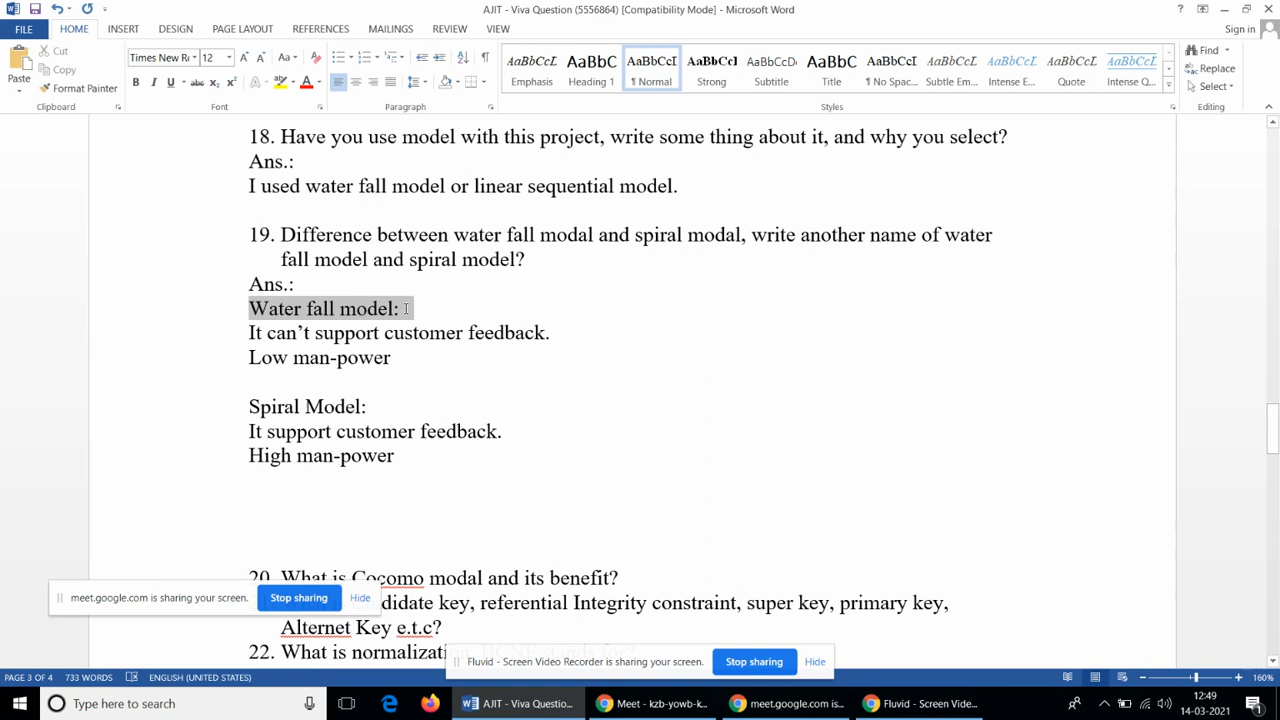 AJIT - Viva Question (5556864) [Compatibility Mode] - Microsoft Word
?
FILE HOME INSERT DESIGN PAGE LAYOUT REFERENCES MAILINGS REVIEW VIEW Sign in
Paste Cut Copy Format Painter
Times New R 12 A A Aa
B I U abc X₂ X² A A
AaBbCcL AaBbC AaBbCcI AaBbCcI AaBbCcD AaBbC AaBbCcI AaBbCcL AaBbCcL AaBbCcL AaBbCcL
Emphasis Heading 1 ¶ Normal Strong Subtitle Title ¶ No Spac... Subtle Em... Intense E... Quote Intense Q...
Find Replace Select
Clipboard Font Paragraph Styles Editing
18. Have you use model with this project, write some thing about it, and why you select?
Ans.:
I used water fall model or linear sequential model.
19. Difference between water fall modal and spiral modal, write another name of water
fall model and spiral model?
Ans.:
Water fall model:
It can’t support customer feedback.
Low man-power
Spiral Model:
It support customer feedback.
High man-power
20. What is Cocomo modal and its benefit?
candidate key, referential Integrity constraint, super key, primary key,
Alternet Key e.t.c?
22. What is normalization,
meet.google.com is sharing your screen. Stop sharing Hide
Fluvid - Screen Video Recorder is sharing your screen. Stop sharing Hide
PAGE 3 OF 4 733 WORDS ENGLISH (UNITED STATES) 160%
Type here to search
AJIT - Viva Questio...
Meet - kzb-yowb-k...
meet.google.com is...
Fluvid - Screen Vide...
12:49
14-03-2021
1